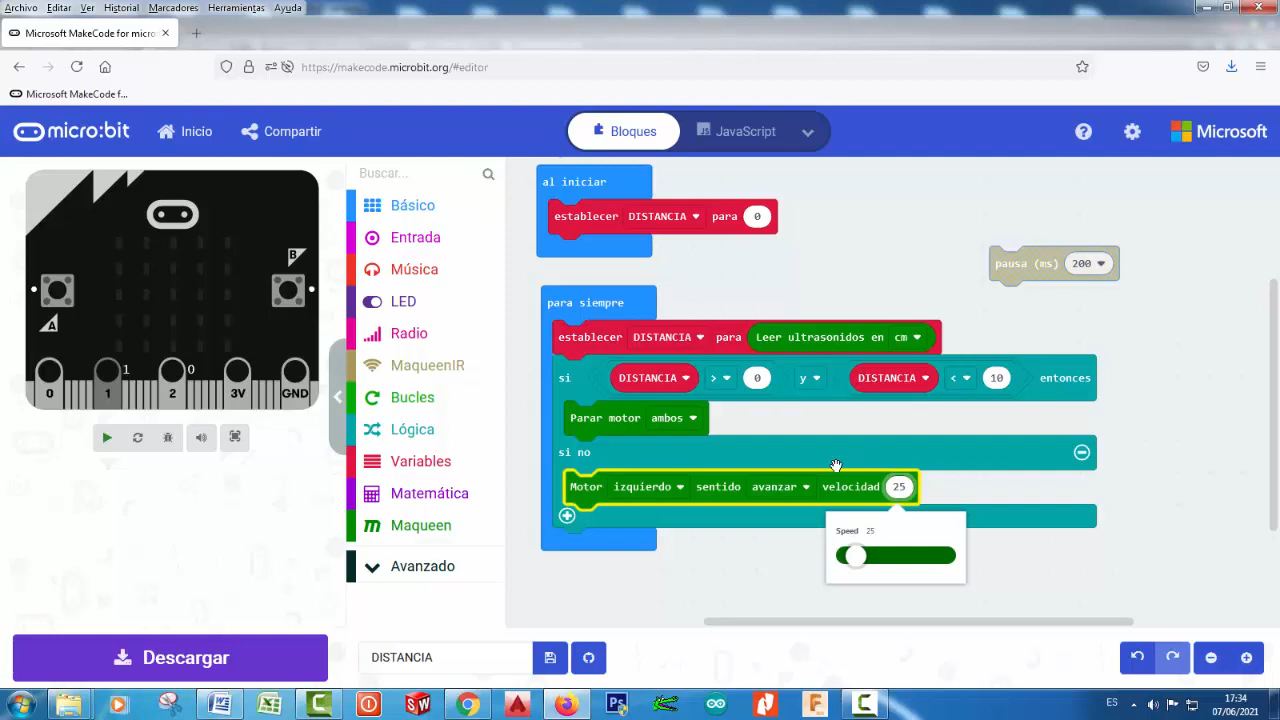 Archivo Editar Ver Historial Marcadores Herramientas Ayuda
Microsoft MakeCode for micro
https://makecode.microbit.org/#editor
Microsoft MakeCode f...
micro:bit Inicio Compartir Bloques JavaScript Microsoft
Buscar...
Básico
Entrada
Música
LED
Radio
MaqueenIR
Bucles
Lógica
Variables
Matemática
Maqueen
Avanzado
A
B
1
0
0 1 2 3V GND
al iniciar
establecer DISTANCIA para 0
pausa (ms) 200
para siempre
establecer DISTANCIA para Leer ultrasonidos en cm
si DISTANCIA > 0 y DISTANCIA < 10 entonces
Parar motor ambos
si no
Motor izquierdo sentido avanzar velocidad 25
Speed 25
Descargar
DISTANCIA
ES
17:34
07/06/2021